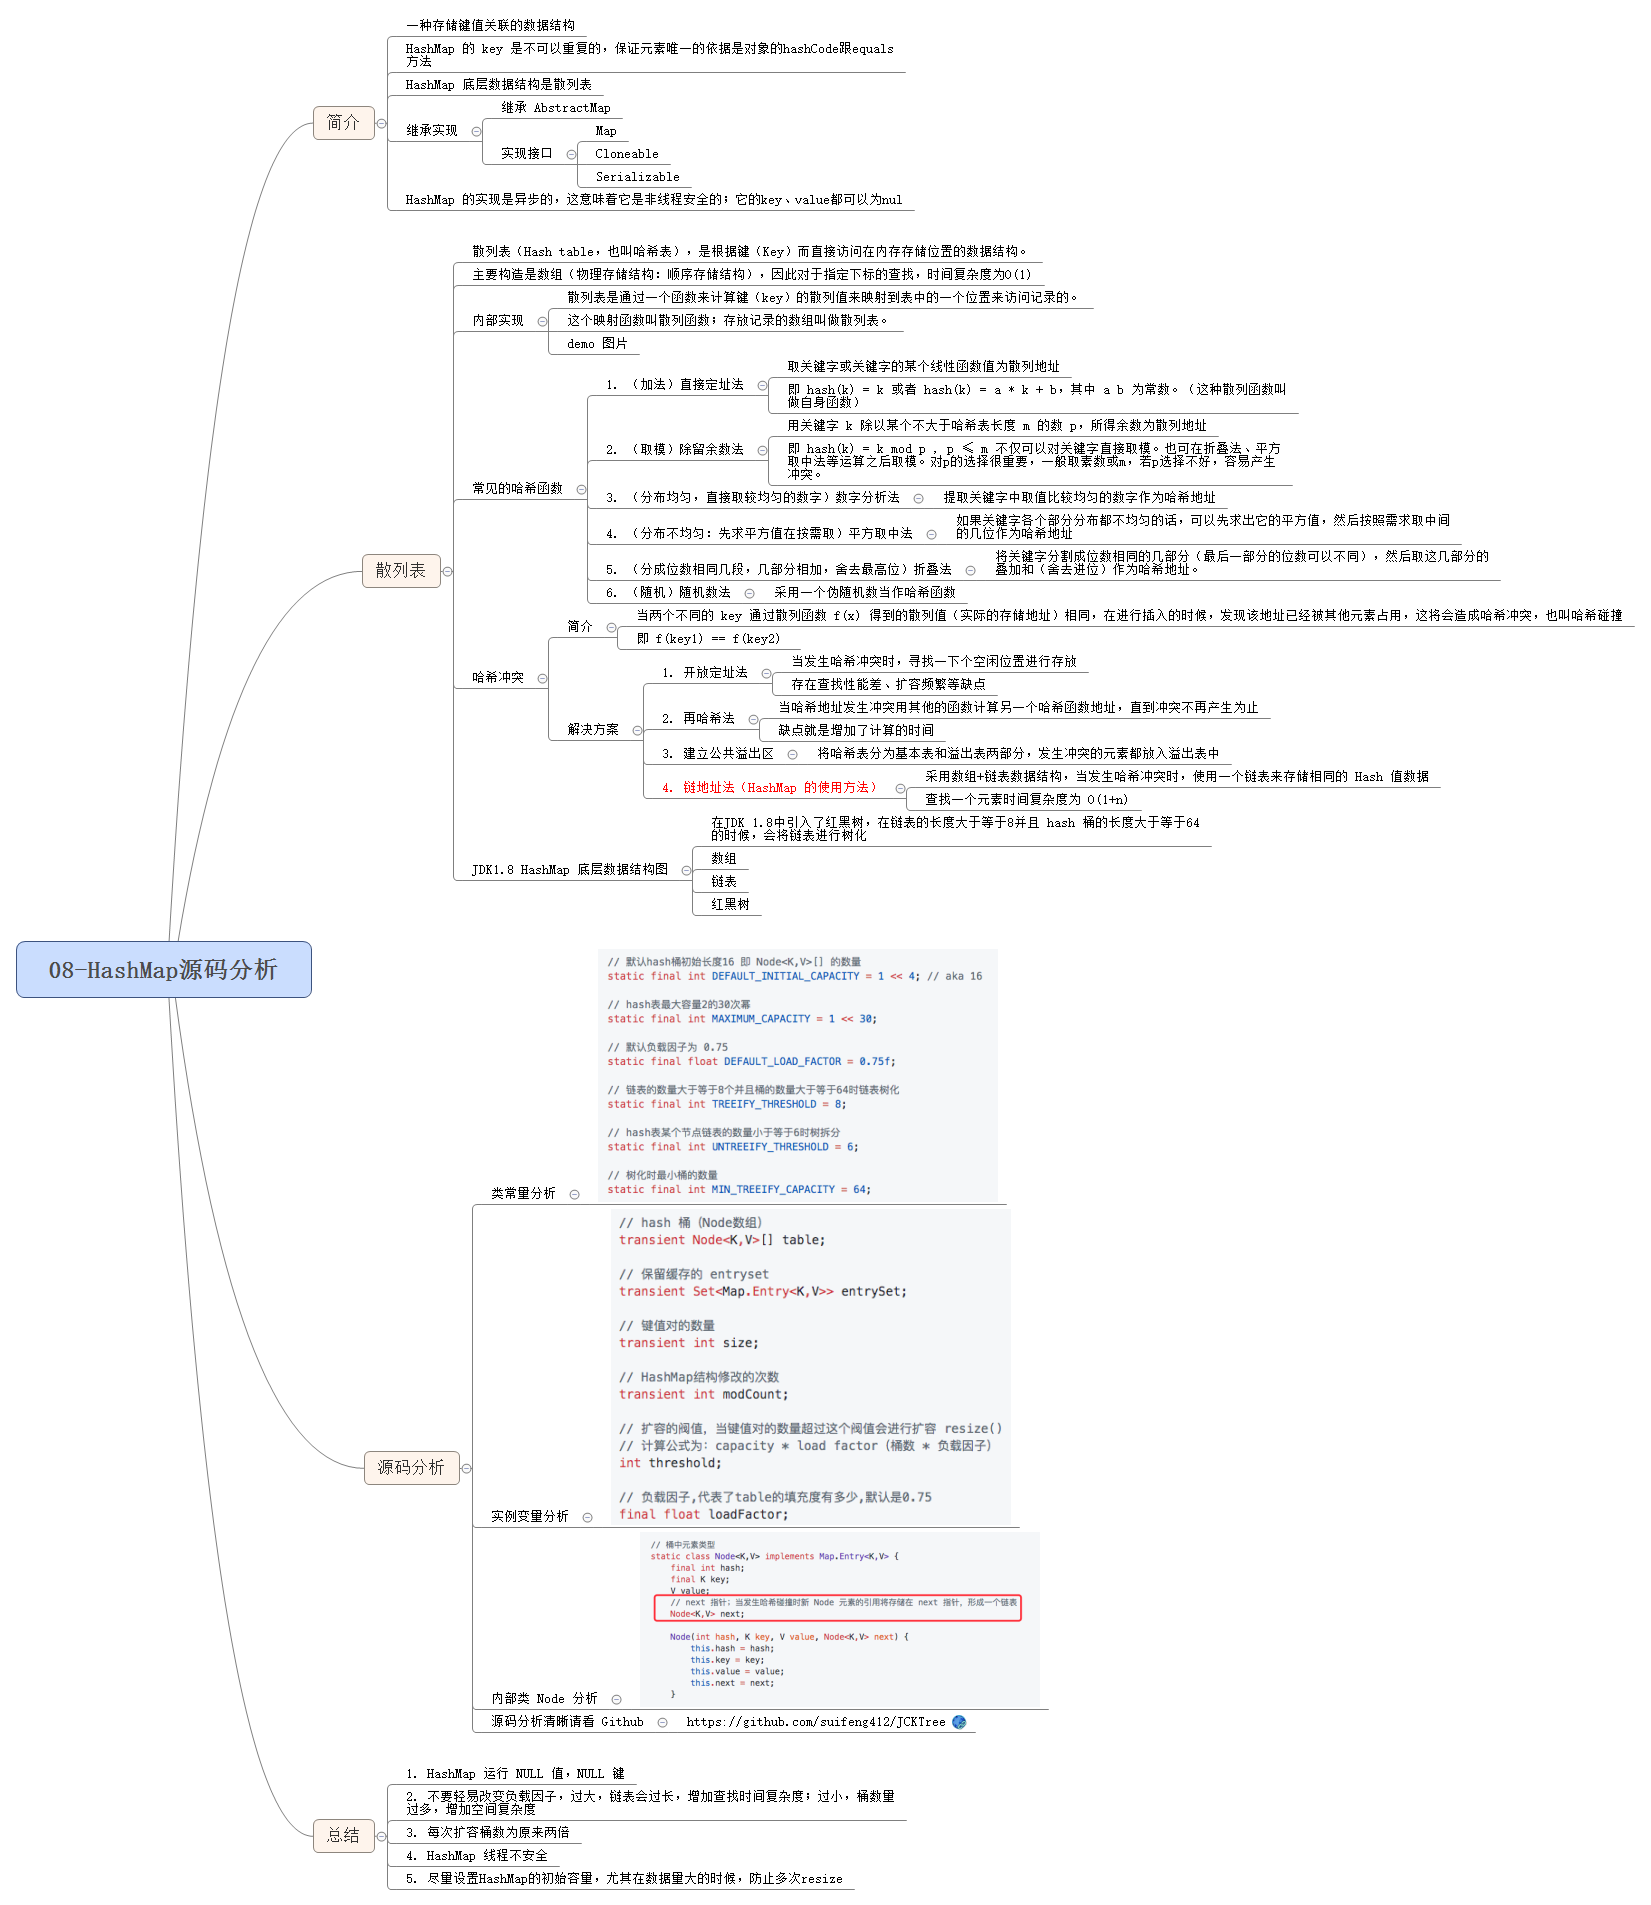 一种存储键值关联的数据结构
HashMap 的 key 是不可以重复的，保证元素唯一的依据是对象的hashCode跟equals
方法
HashMap 底层数据结构是散列表
继承 AbstractMap
继承实现
Map
实现接口
Cloneable
Serializable
HashMap 的实现是异步的，这意味着它是非线程安全的；它的key、value都可以为nul
简介
散列表（Hash table，也叫哈希表），是根据键（Key）而直接访问在内存存储位置的数据结构。
主要构造是数组（物理存储结构：顺序存储结构），因此对于指定下标的查找，时间复杂度为O(1)
散列表是通过一个函数来计算键（key）的散列值来映射到表中的一个位置来访问记录的。
内部实现
这个映射函数叫散列函数；存放记录的数组叫做散列表。
demo 图片
取关键字或关键字的某个线性函数值为散列地址
1. （加法）直接定址法
即 hash(k) = k 或者 hash(k) = a * k + b，其中 a b 为常数。（这种散列函数叫
做自身函数）
用关键字 k 除以某个不大于哈希表长度 m 的数 p，所得余数为散列地址
2. （取模）除留余数法
即 hash(k) = k mod p , p ≤ m 不仅可以对关键字直接取模。也可在折叠法、平方
取中法等运算之后取模。对p的选择很重要，一般取素数或m，若p选择不好，容易产生
冲突。
常见的哈希函数
3. （分布均匀，直接取较均匀的数字）数字分析法
提取关键字中取值比较均匀的数字作为哈希地址
4. （分布不均匀：先求平方值在按需取）平方取中法
如果关键字各个部分分布都不均匀的话，可以先求出它的平方值，然后按照需求取中间
的几位作为哈希地址
5. （分成位数相同几段，几部分相加，舍去最高位）折叠法
将关键字分割成位数相同的几部分（最后一部分的位数可以不同），然后取这几部分的
叠加和（舍去进位）作为哈希地址。
6. （随机）随机数法
采用一个伪随机数当作哈希函数
散列表
当两个不同的 key 通过散列函数 f(x) 得到的散列值（实际的存储地址）相同，在进行插入的时候，发现该地址已经被其他元素占用，这将会造成哈希冲突，也叫哈希碰撞
简介
即 f(key1) == f(key2)
哈希冲突
当发生哈希冲突时，寻找一下个空闲位置进行存放
1. 开放定址法
存在查找性能差、扩容频繁等缺点
当哈希地址发生冲突用其他的函数计算另一个哈希函数地址，直到冲突不再产生为止
2. 再哈希法
缺点就是增加了计算的时间
解决方案
3. 建立公共溢出区
将哈希表分为基本表和溢出表两部分，发生冲突的元素都放入溢出表中
采用数组+链表数据结构，当发生哈希冲突时，使用一个链表来存储相同的 Hash 值数据
4. 链地址法（HashMap 的使用方法）
查找一个元素时间复杂度为 O(1+n)
在JDK 1.8中引入了红黑树，在链表的长度大于等于8并且 hash 桶的长度大于等于64
的时候，会将链表进行树化
JDK1.8 HashMap 底层数据结构图
数组
链表
红黑树
08-HashMap源码分析
// 默认hash桶初始长度16 即 Node<K,V>[] 的数量
static final int DEFAULT_INITIAL_CAPACITY = 1 << 4; // aka 16
// hash表最大容量2的30次幂
static final int MAXIMUM_CAPACITY = 1 << 30;
// 默认负载因子为 0.75
static final float DEFAULT_LOAD_FACTOR = 0.75f;
// 链表的数量大于等于8个并且桶的数量大于等于64时链表树化
static final int TREEIFY_THRESHOLD = 8;
// hash表某个节点链表的数量小于等于6时树拆分
static final int UNTREEIFY_THRESHOLD = 6;
// 树化时最小桶的数量
static final int MIN_TREEIFY_CAPACITY = 64;
类常量分析
// hash 桶（Node数组）
transient Node<K,V>[] table;
// 保留缓存的 entryset
transient Set<Map.Entry<K,V>> entrySet;
// 键值对的数量
transient int size;
// HashMap结构修改的次数
transient int modCount;
// 扩容的阀值，当键值对的数量超过这个阀值会进行扩容 resize()
// 计算公式为：capacity * load factor（桶数 * 负载因子）
int threshold;
// 负载因子,代表了table的填充度有多少,默认是0.75
final float loadFactor;
源码分析
实例变量分析
// 桶中元素类型
static class Node<K,V> implements Map.Entry<K,V> {
final int hash;
final K key;
V value;
// next 指针；当发生哈希碰撞时新 Node 元素的引用将存储在 next 指针，形成一个链表
Node<K,V> next;
Node(int hash, K key, V value, Node<K,V> next) {
this.hash = hash;
this.key = key;
this.value = value;
this.next = next;
}
内部类 Node 分析
源码分析清晰请看 Github
https://github.com/suifeng412/JCKTree
1. HashMap 运行 NULL 值，NULL 键
2. 不要轻易改变负载因子，过大，链表会过长，增加查找时间复杂度；过小，桶数量
过多，增加空间复杂度
总结
3. 每次扩容桶数为原来两倍
4. HashMap 线程不安全
5. 尽量设置HashMap的初始容量，尤其在数据量大的时候，防止多次resize